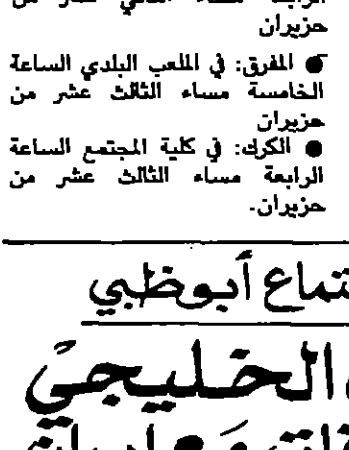 حزيران
● المفرق: في الملعب البلدي الساعة
الخامسة مساء الثالث عشر من
حزيران
● الكرك: في كلية المجتمع الساعة
الرابعة مساء الثالث عشر من
حزيران.
أبوظبي
الخليجي